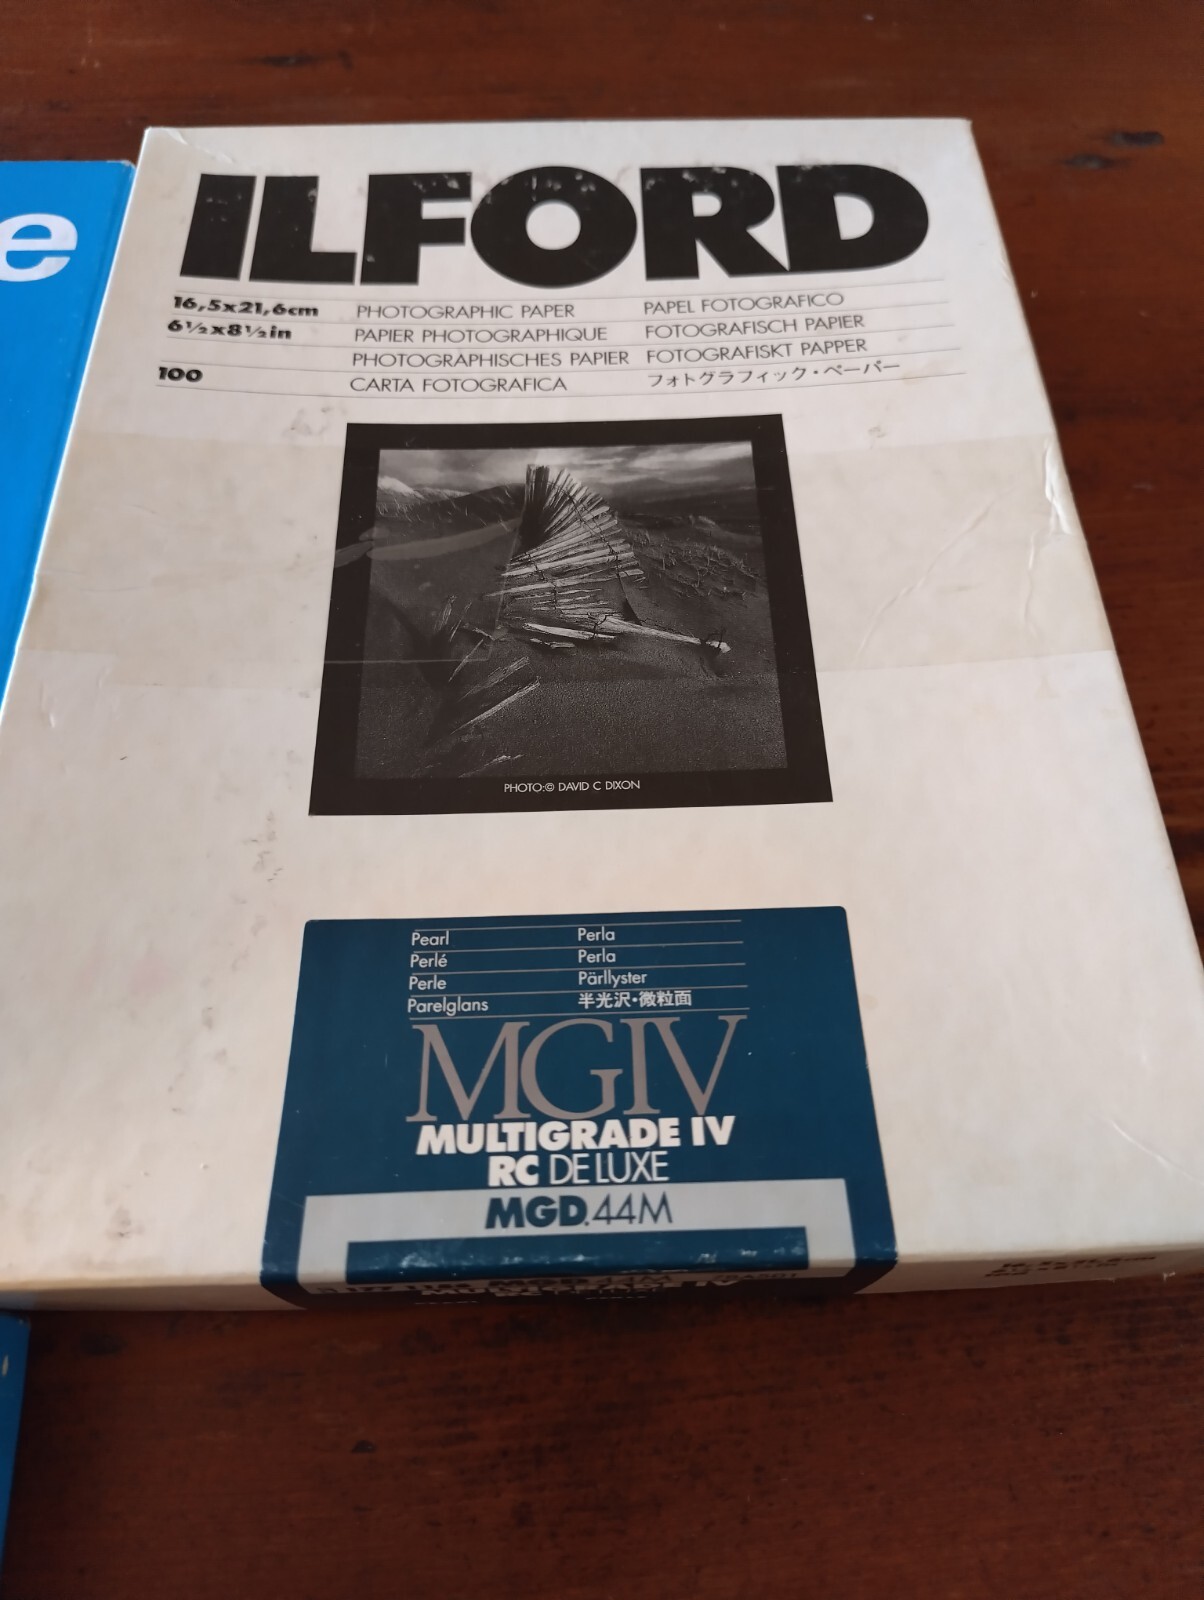 e
ILFORD
16,5x21,6cm PHOTOGRAPHIC PAPER PAPEL FOTOGRAFICO
6½x8½in PAPIER PHOTOGRAPHIQUE FOTOGRAFISCH PAPIER
PHOTOGRAPHISCHES PAPIER FOTOGRAFISKT PAPPER
100 CARTA FOTOGRAFICA フォトグラフィック・ペーパー
PHOTO:© DAVID C DIXON
Pearl Perla
Perlé Perla
Perle Pärllyster
Parelglans 半光沢・微粒面
MGIV
MULTIGRADE IV
RC DE LUXE
MGD.44M